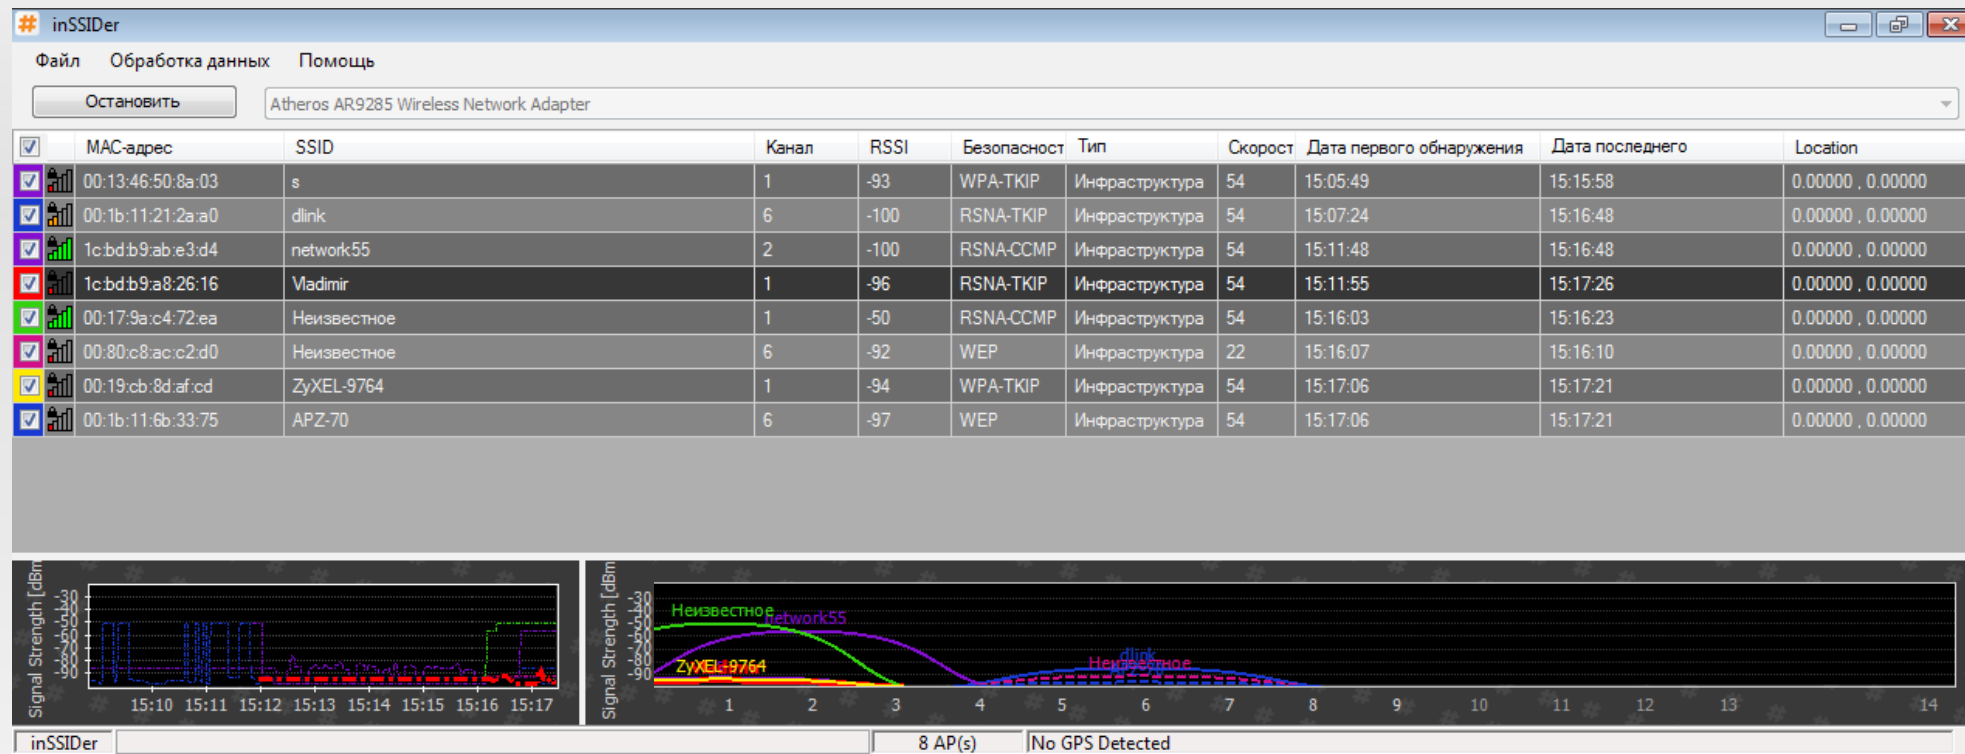 inSSIDer
Файл Обработка данных Помощь
Остановить Atheros AR9285 Wireless Network Adapter
MAC-адрес SSID Канал RSSI Безопасност Тип Скорост Дата первого обнаружения Дата последнего Location
00:13:46:50:8a:03 s 1 -93 WPA-TKIP Инфраструктура 54 15:05:49 15:15:58 0.00000 , 0.00000
00:1b:11:21:2a:a0 dlink 6 -100 RSNA-TKIP Инфраструктура 54 15:07:24 15:16:48 0.00000 , 0.00000
1c:bd:b9:ab:e3:d4 network55 2 -100 RSNA-CCMP Инфраструктура 54 15:11:48 15:16:48 0.00000 , 0.00000
1c:bd:b9:a8:26:16 Vladimir 1 -96 RSNA-TKIP Инфраструктура 54 15:11:55 15:17:26 0.00000 , 0.00000
00:17:9a:c4:72:ea Неизвестное 1 -50 RSNA-CCMP Инфраструктура 54 15:16:03 15:16:23 0.00000 , 0.00000
00:80:c8:ac:c2:d0 Неизвестное 6 -92 WEP Инфраструктура 22 15:16:07 15:16:10 0.00000 , 0.00000
00:19:cb:8d:af:cd ZyXEL-9764 1 -94 WPA-TKIP Инфраструктура 54 15:17:06 15:17:21 0.00000 , 0.00000
00:1b:11:6b:33:75 APZ-70 6 -97 WEP Инфраструктура 54 15:17:06 15:17:21 0.00000 , 0.00000
Signal Strength [dBm
-30
-40
-50
-60
-70
-80
-90
15:10 15:11 15:12 15:13 15:14 15:15 15:16 15:17
Signal Strength [dBm
-30
-40
-50
-60
-70
-80
-90
Неизвестное
network55
ZyXEL-9764
dlink
Неизвестное
1 2 3 4 5 6 7 8 9 10 11 12 13 14
inSSIDer 8 AP(s) No GPS Detected